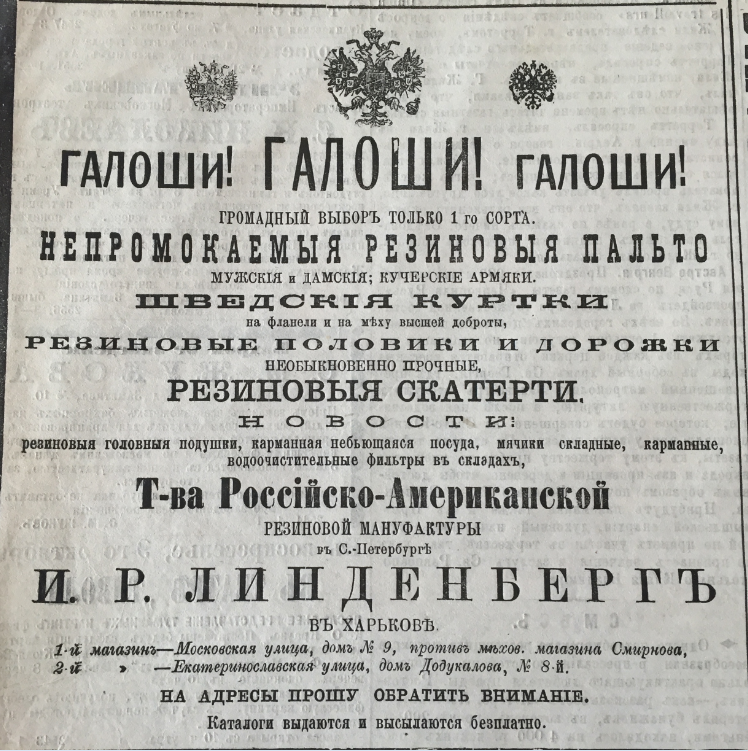 ГАЛОШИ! ГАЛОШИ! ГАЛОШИ!
ГРОМАДНЫЙ ВЫБОРЪ ТОЛЬКО 1 го СОРТА.
НЕПРОМОКАЕМЫЯ РЕЗИНОВЫЯ ПАЛЬТО
МУЖСКІЯ и ДАМСКІЯ; КУЧЕРСКІЕ АРМЯКИ.
ШВЕДСКІЯ КУРТКИ
на фланели и на мѣху высшей доброты,
РЕЗИНОВЫЕ ПОЛОВИКИ И ДОРОЖКИ
НЕОБЫКНОВЕННО ПРОЧНЫЕ,
РЕЗИНОВЫЯ СКАТЕРТИ.
НОВОСТИ:
резиновыя головныя подушки, карманная небьющаяся посуда, мячики складные, карманные,
водоочистительные фильтры въ складахъ,
Т-ва Россійско-Американской
РЕЗИНОВОЙ МАНУФАКТУРЫ
въ С.-Петербургѣ
И. Р. ЛИНДЕНБЕРГЪ
ВЪ ХАРЬКОВѢ.
1-й магазинъ—Московская улица, домъ № 9, противъ мѣхов. магазина Смирнова,
2-й » —Екатеринославская улица, домъ Додукалова, № 8-й.
НА АДРЕСЫ ПРОШУ ОБРАТИТЬ ВНИМАНІЕ.
Каталоги выдаются и высылаются безплатно.